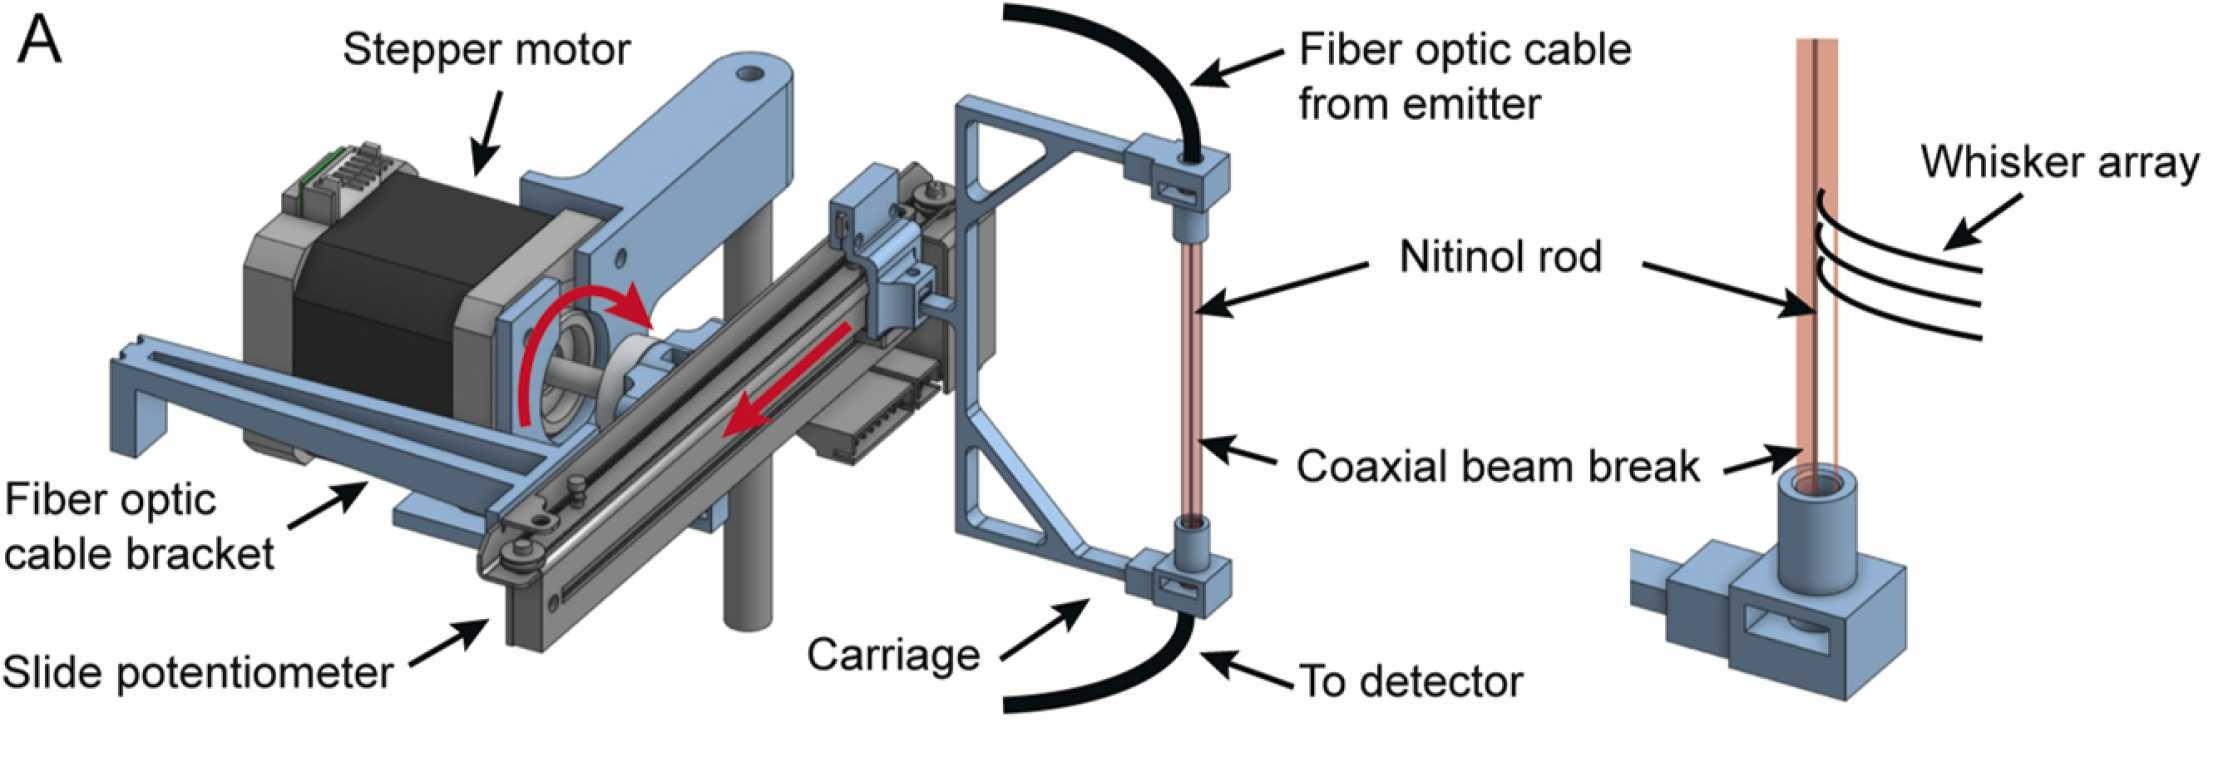 A
Stepper motor
Fiber optic cable
from emitter
Whisker array
Nitinol rod
Coaxial beam break
Fiber optic
cable bracket
Carriage
Slide potentiometer
To detector